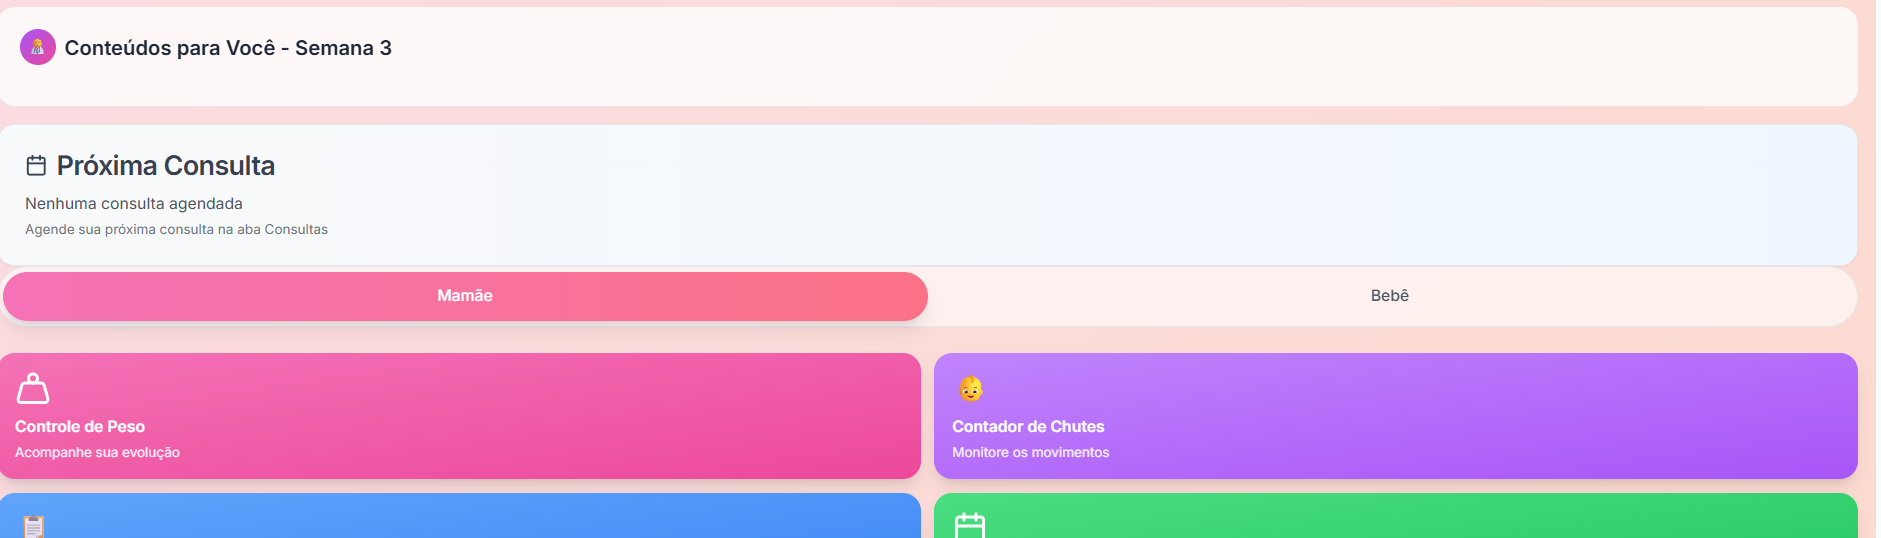 Conteúdos para Você - Semana 3
Próxima Consulta
Nenhuma consulta agendada
Agende sua próxima consulta na aba Consultas
Mamãe
Bebê
Controle de Peso
Acompanhe sua evolução
Contador de Chutes
Monitore os movimentos